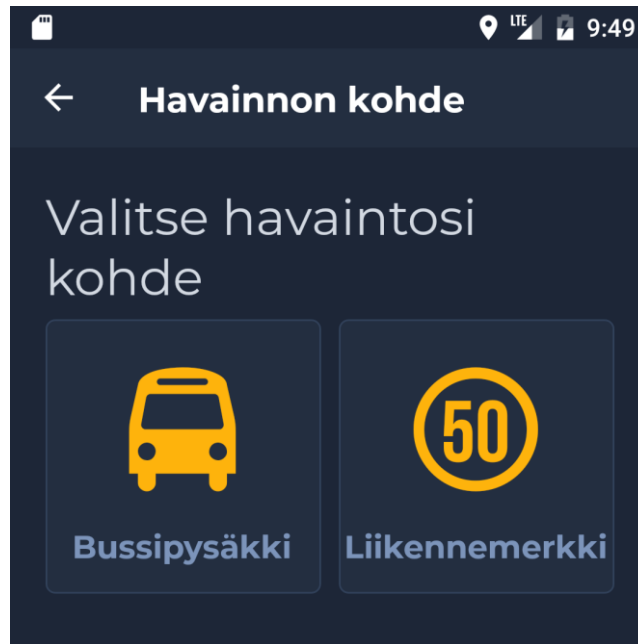 LTE 9:49
Havainnon kohde
Valitse havaintosi
kohde
50
Bussipysäkki Liikennemerkki